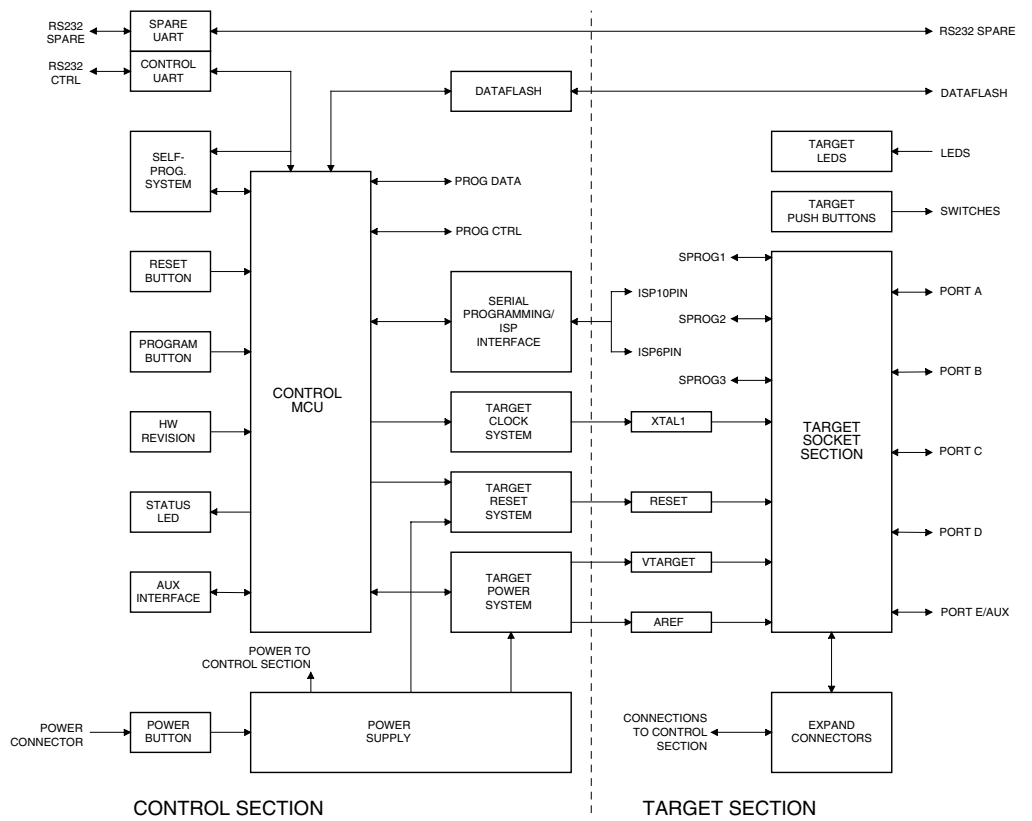 RS232
SPARE
SPARE
UART
RS232 SPARE
RS232
CTRL
CONTROL
UART
DATAFLASH
DATAFLASH
SELF-
PROG.
SYSTEM
TARGET
LEDS
LEDS
PROG DATA
TARGET
PUSH BUTTONS
SWITCHES
PROG CTRL
RESET
BUTTON
SPROG1
SERIAL
PROGRAMMING/
ISP
INTERFACE
ISP10PIN
PORT A
SPROG2
PROGRAM
BUTTON
ISP6PIN
SPROG3
PORT B
CONTROL
MCU
HW
REVISION
TARGET
CLOCK
SYSTEM
XTAL1
TARGET
SOCKET
SECTION
PORT C
STATUS
LED
TARGET
RESET
SYSTEM
RESET
PORT D
AUX
INTERFACE
TARGET
POWER
SYSTEM
VTARGET
AREF
PORT E/AUX
POWER TO
CONTROL SECTION
POWER
CONNECTOR
POWER
BUTTON
POWER
SUPPLY
CONNECTIONS
TO CONTROL
SECTION
EXPAND
CONNECTORS
CONTROL SECTION
TARGET SECTION